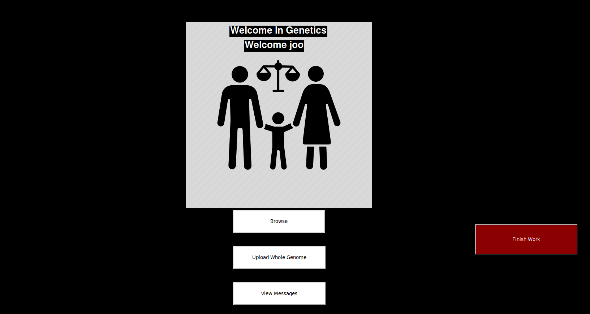 Welcome In Genetics
Welcome joo
Browse
Upload Whole Genome
View Messages
Finish Work